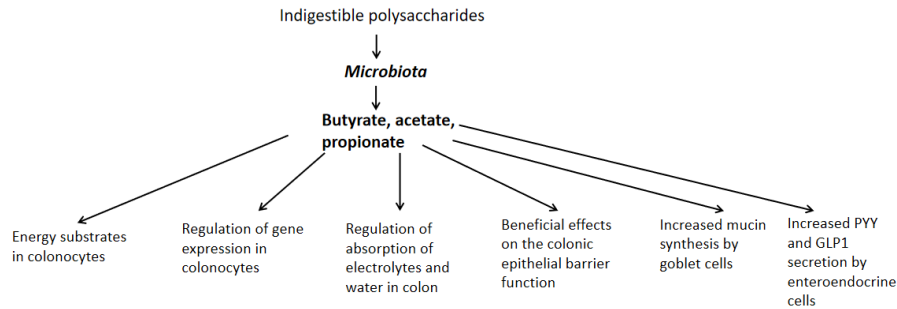 Indigestible polysaccharides
Microbiota
Butyrate, acetate,
propionate
Energy substrates
in colonocytes
Regulation of gene
expression in
colonocytes
Regulation of
absorption of
electrolytes and
water in colon
Beneficial effects
on the colonic
epithelial barrier
function
Increased mucin
synthesis by
goblet cells
Increased PYY
and GLP1
secretion by
enteroendocrine
cells